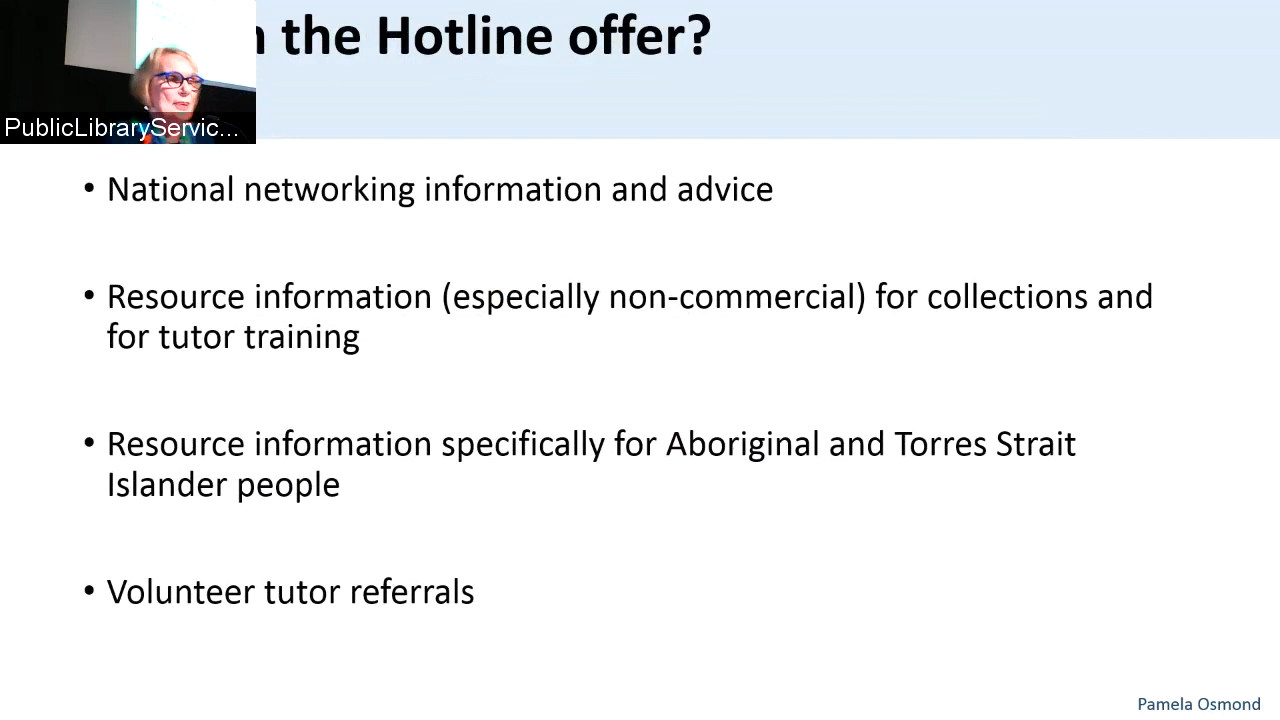 the Hotline offer?
PublicLibraryServic...
• National networking information and advice
• Resource information (especially non-commercial) for collections and
for tutor training
• Resource information specifically for Aboriginal and Torres Strait
Islander people
• Volunteer tutor referrals
Pamela Osmond